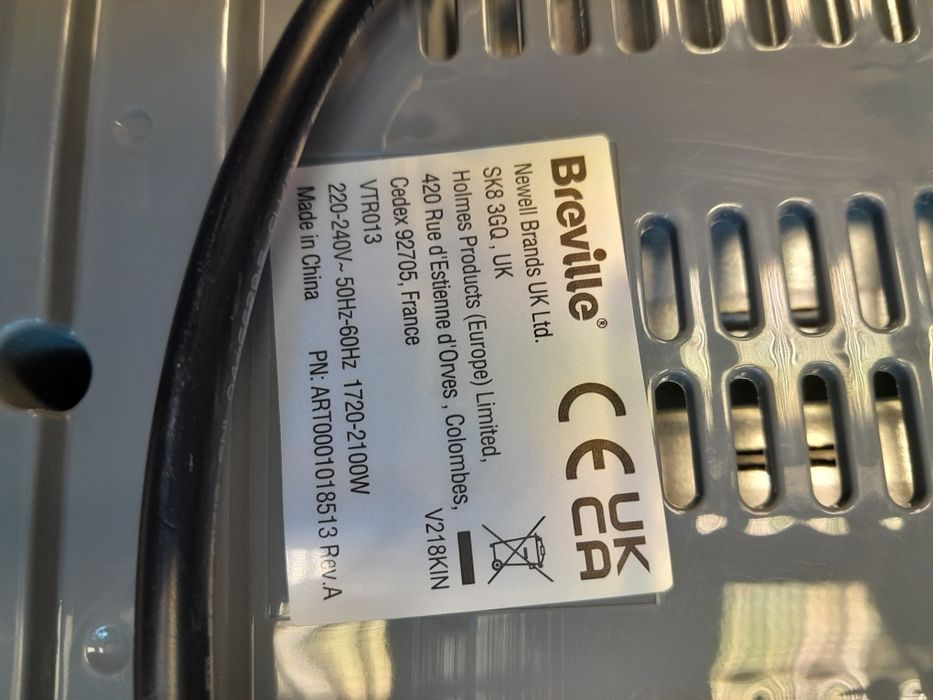 Breville®
Newell Brands UK Ltd.
SK8 3GQ , UK
Holmes Products (Europe) Limited,
420 Rue d'Estienne d'Orves , Colombes,
Cedex 92705, France
VTR013
220-240V~ 50Hz-60Hz 1720-2100W
Made in China
CE
UK
CA
V218KIN
PN: ART0001018513 Rev.A